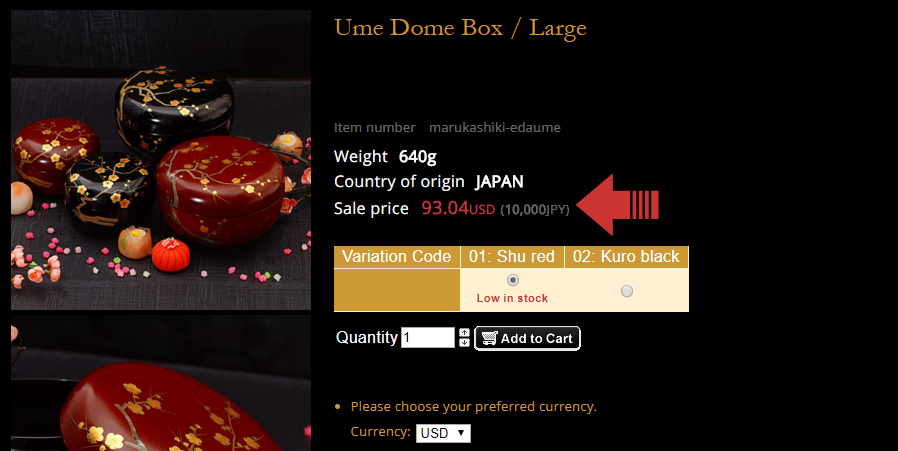 Ume Dome Box / Large
Item number marukashiki-edaume
Weight 640g
Country of origin JAPAN
Sale price 93.04USD (10,000JPY)
Variation Code 01: Shu red 02: Kuro black
Low in stock
Quantity 1 Add to Cart
Please choose your preferred currency.
Currency: USD